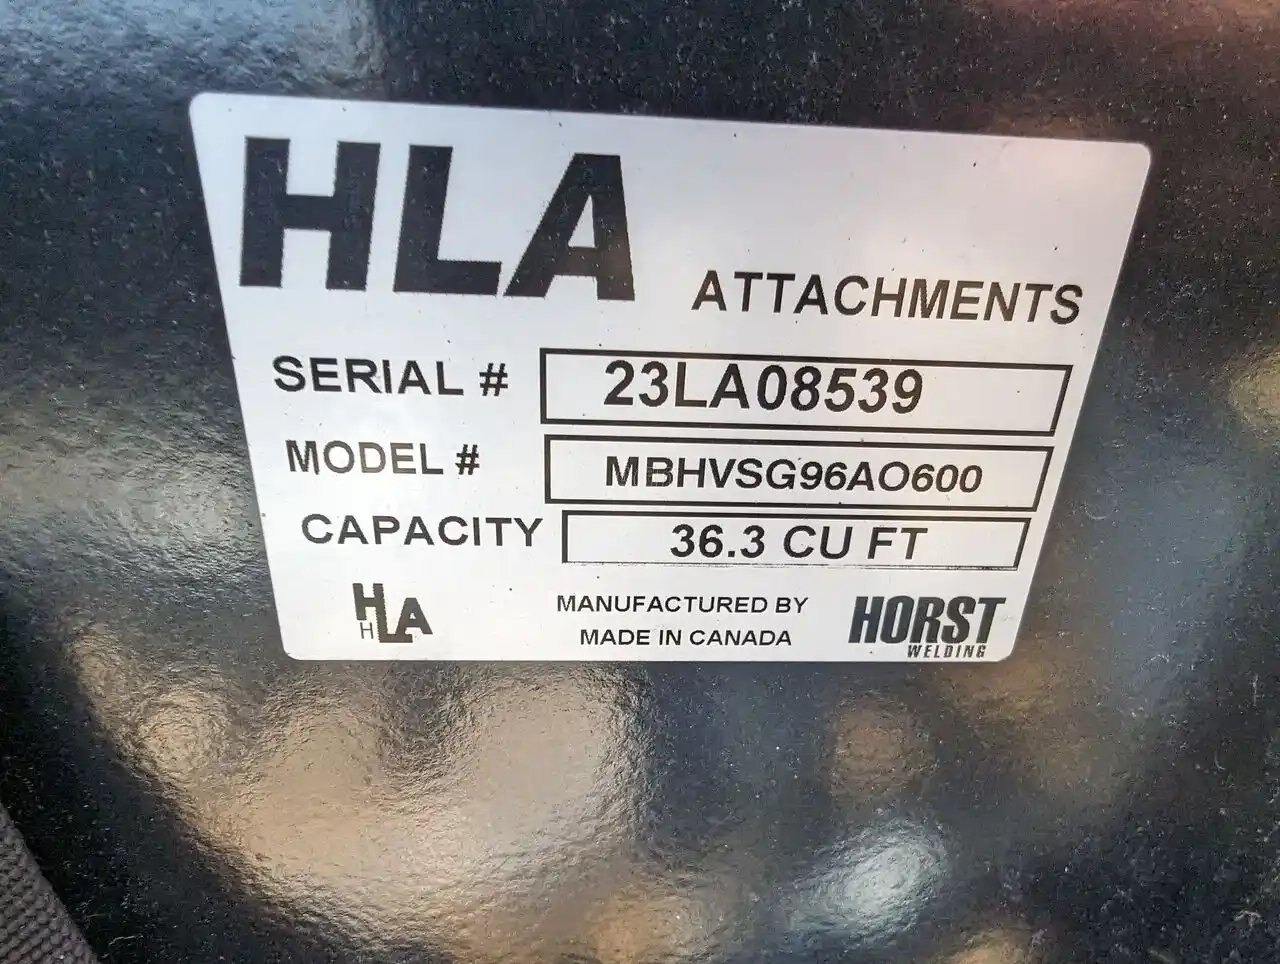 HLA
ATTACHMENTS
SERIAL # 23LA08539
MODEL # MBHVSG96AO600
CAPACITY 36.3 CU FT
HLA
H
MANUFACTURED BY
MADE IN CANADA
HORST
WELDING